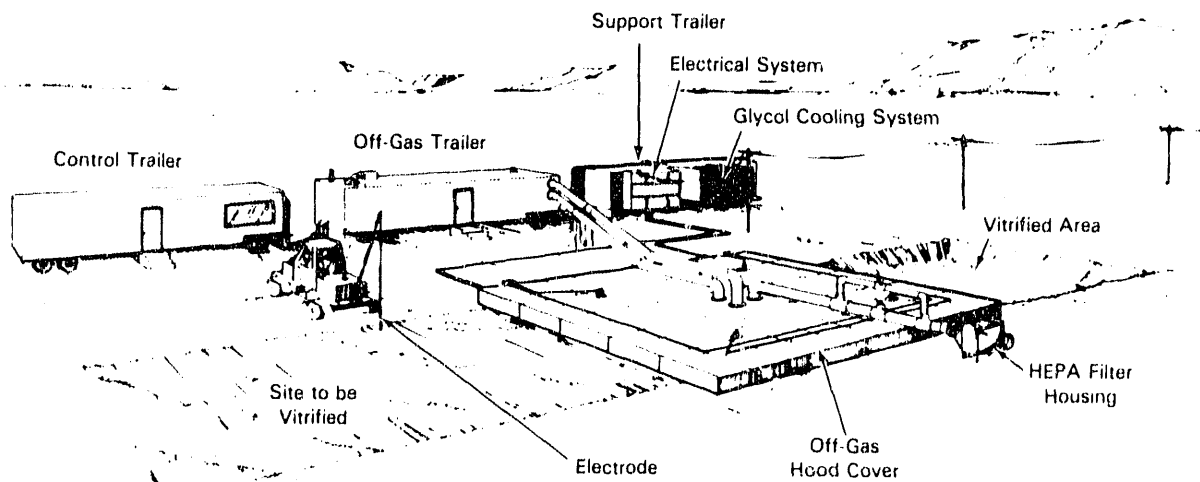 Support Trailer
Electrical System
Glycol Cooling System
Off-Gas Trailer
Control Trailer
Vitrified Area
HEPA Filter
Housing
Site to be
Vitrified
Off-Gas
Hood Cover
Electrode